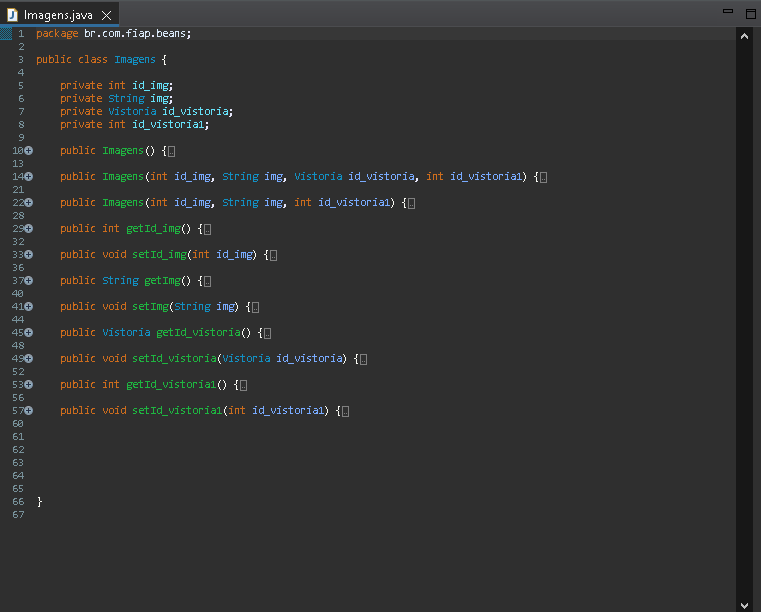 Imagens.java
1 package br.com.fiap.beans;
2
3 public class Imagens {
4
5 private int id_img;
6 private String img;
7 private Vistoria id_vistoria;
8 private int id_vistoria1;
9
10 public Imagens() {
13
14 public Imagens(int id_img, String img, Vistoria id_vistoria, int id_vistoria1) {
21
22 public Imagens(int id_img, String img, int id_vistoria1) {
28
29 public int getId_img() {
32
33 public void setId_img(int id_img) {
36
37 public String getImg() {
40
41 public void setImg(String img) {
44
45 public Vistoria getId_vistoria() {
48
49 public void setId_vistoria(Vistoria id_vistoria) {
52
53 public int getId_vistoria1() {
56
57 public void setId_vistoria1(int id_vistoria1) {
60
61
62
63
64
65
66 }
67